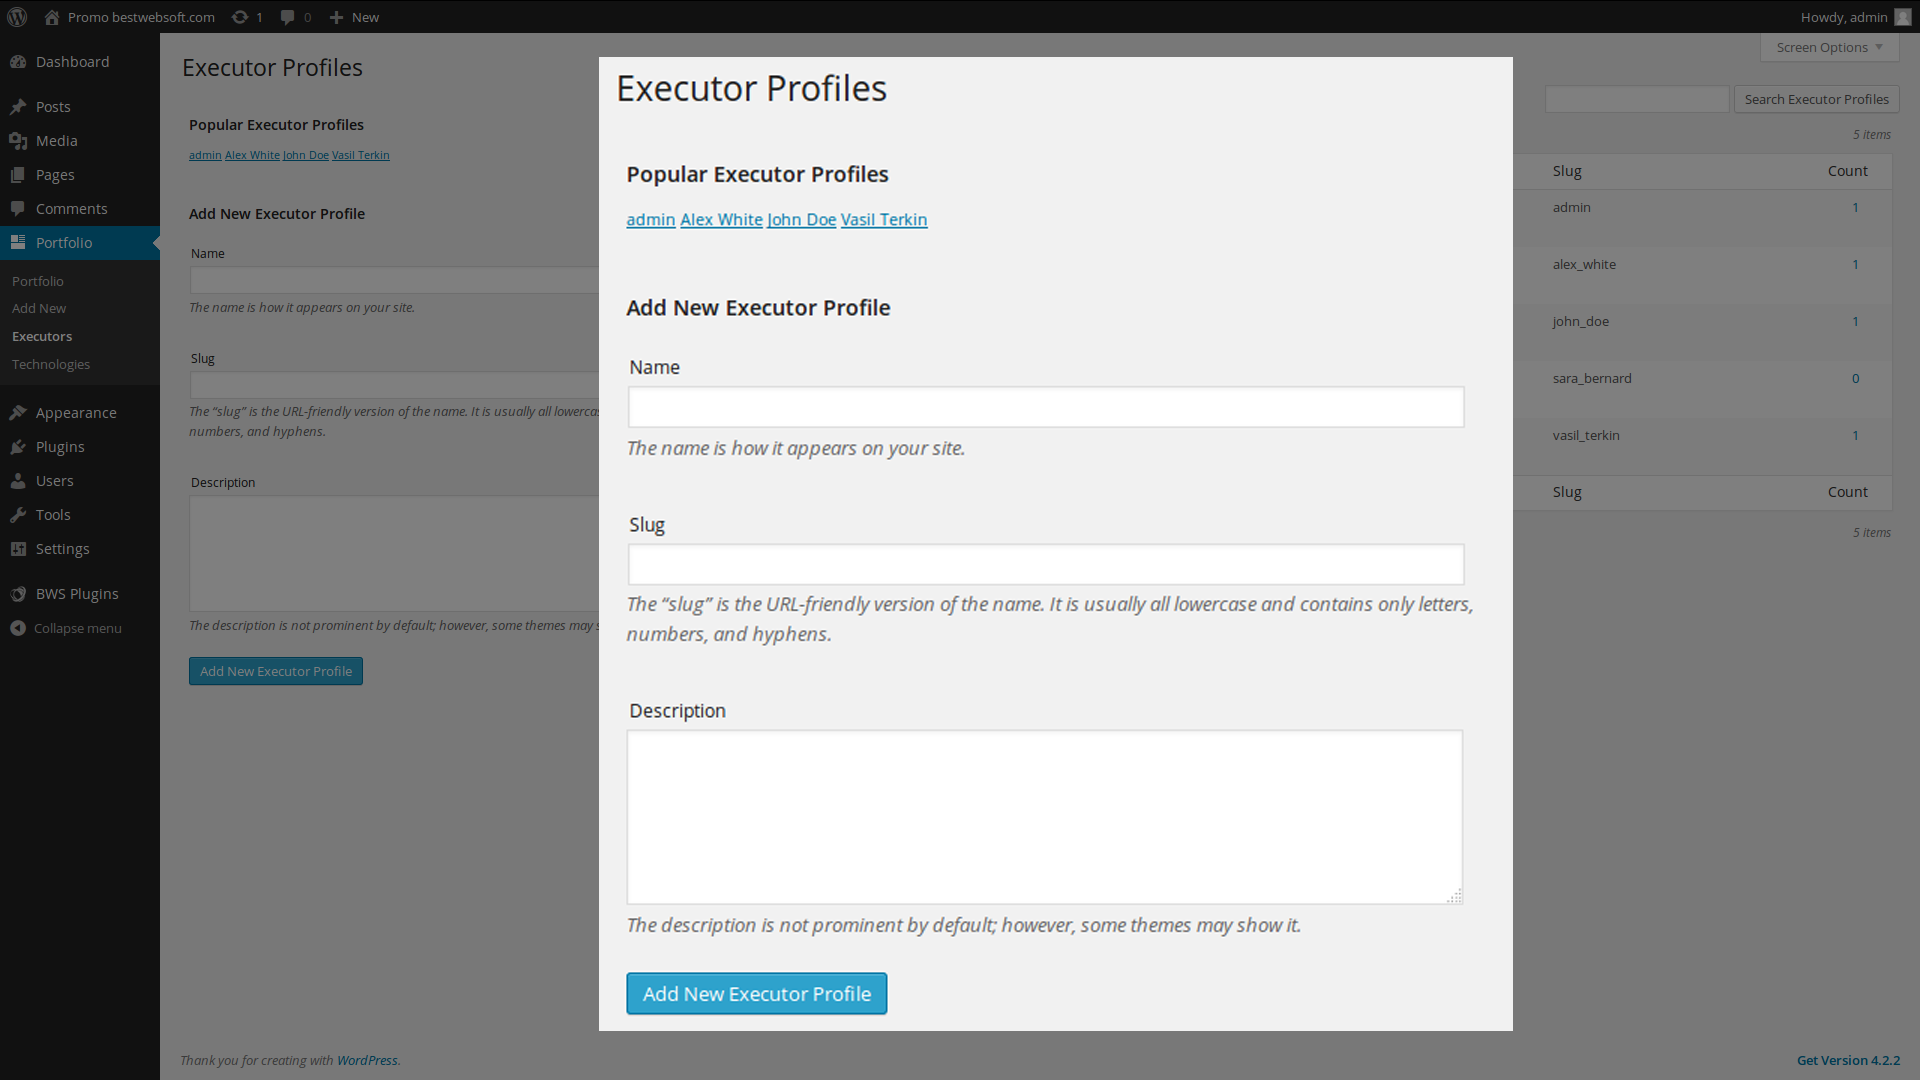 Promo bestwebsoft.com 1 0 New Howdy, admin
Dashboard
Posts
Media
Pages
Comments
Portfolio
Portfolio
Add New
Executors
Technologies
Appearance
Plugins
Users
Tools
Settings
BWS Plugins
Collapse menu
Executor Profiles
Popular Executor Profiles
admin Alex White John Doe Vasil Terkin
Add New Executor Profile
Name
The name is how it appears on your site.
Slug
The “slug” is the URL-friendly version of the name. It is usually all lowercas
numbers, and hyphens.
Description
The description is not prominent by default; however, some themes may s
Add New Executor Profile
Executor Profiles
Popular Executor Profiles
admin Alex White John Doe Vasil Terkin
Add New Executor Profile
Name
The name is how it appears on your site.
Slug
The “slug” is the URL-friendly version of the name. It is usually all lowercase and contains only letters,
numbers, and hyphens.
Description
The description is not prominent by default; however, some themes may show it.
Add New Executor Profile
Screen Options
Search Executor Profiles
5 items
Slug Count
admin 1
alex_white 1
john_doe 1
sara_bernard 0
vasil_terkin 1
Slug Count
5 items
Thank you for creating with WordPress.
Get Version 4.2.2